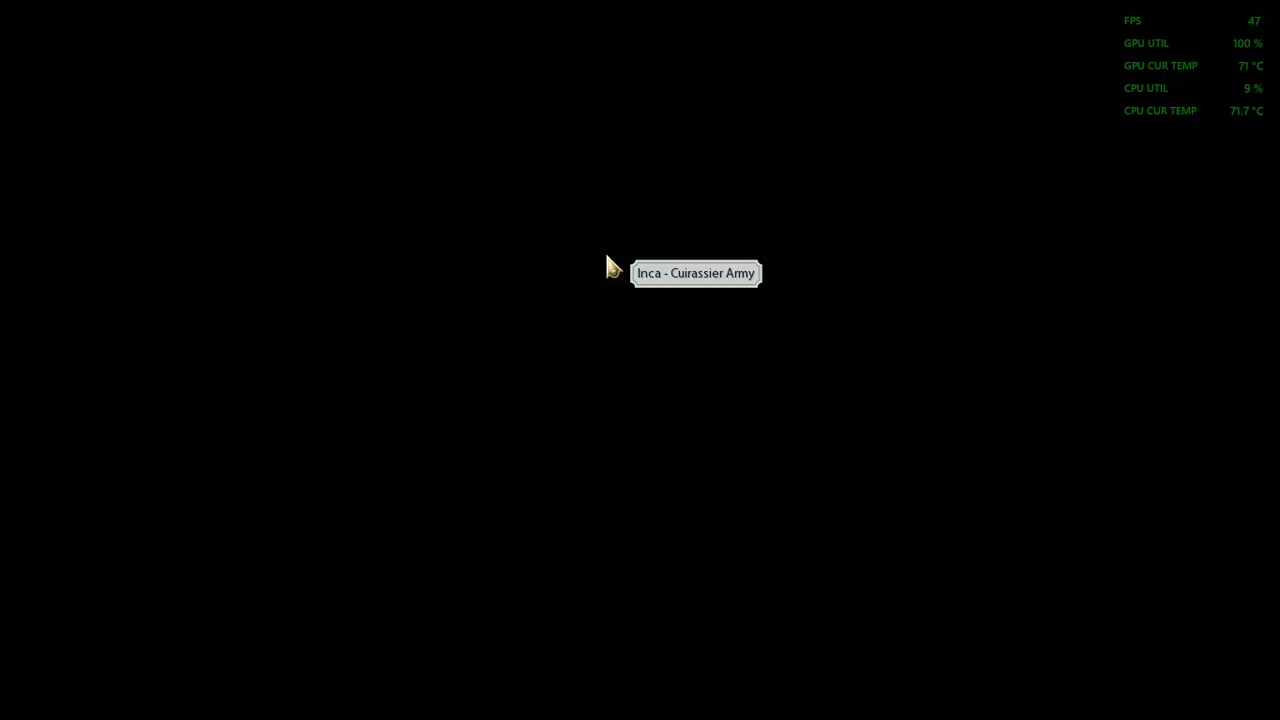 FPS 47
GPU UTIL 100 %
GPU CUR TEMP 71 °C
CPU UTIL 9 %
CPU CUR TEMP 71.7 °C
Inca - Cuirassier Army